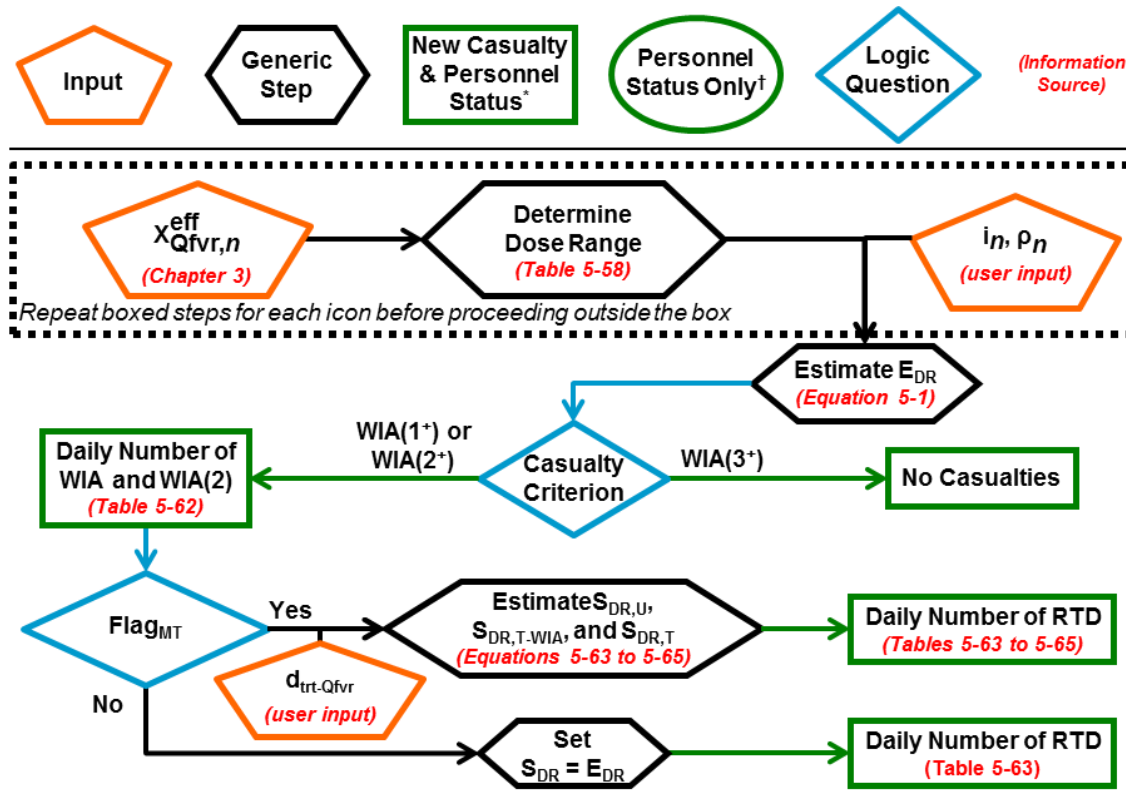 Input
Generic
Step
New Casualty
& Personnel
Status*
Personnel
Status Only†
Logic
Question
(Information
Source)
X^eff_Qfvr,n
(Chapter 3)
Determine
Dose Range
(Table 5-58)
i_n, ρ_n
(user input)
Repeat boxed steps for each icon before proceeding outside the box
Estimate E_DR
(Equation 5-1)
WIA(1⁺) or
WIA(2⁺)
Casualty
Criterion
WIA(3⁺)
No Casualties
Daily Number of
WIA and WIA(2)
(Table 5-62)
Flag_MT
Yes
No
d_trt-Qfvr
(user input)
EstimateS_DR,U,
S_DR,T-WIA, and S_DR,T
(Equations 5-63 to 5-65)
Daily Number of RTD
(Tables 5-63 to 5-65)
Set
S_DR = E_DR
Daily Number of RTD
(Table 5-63)